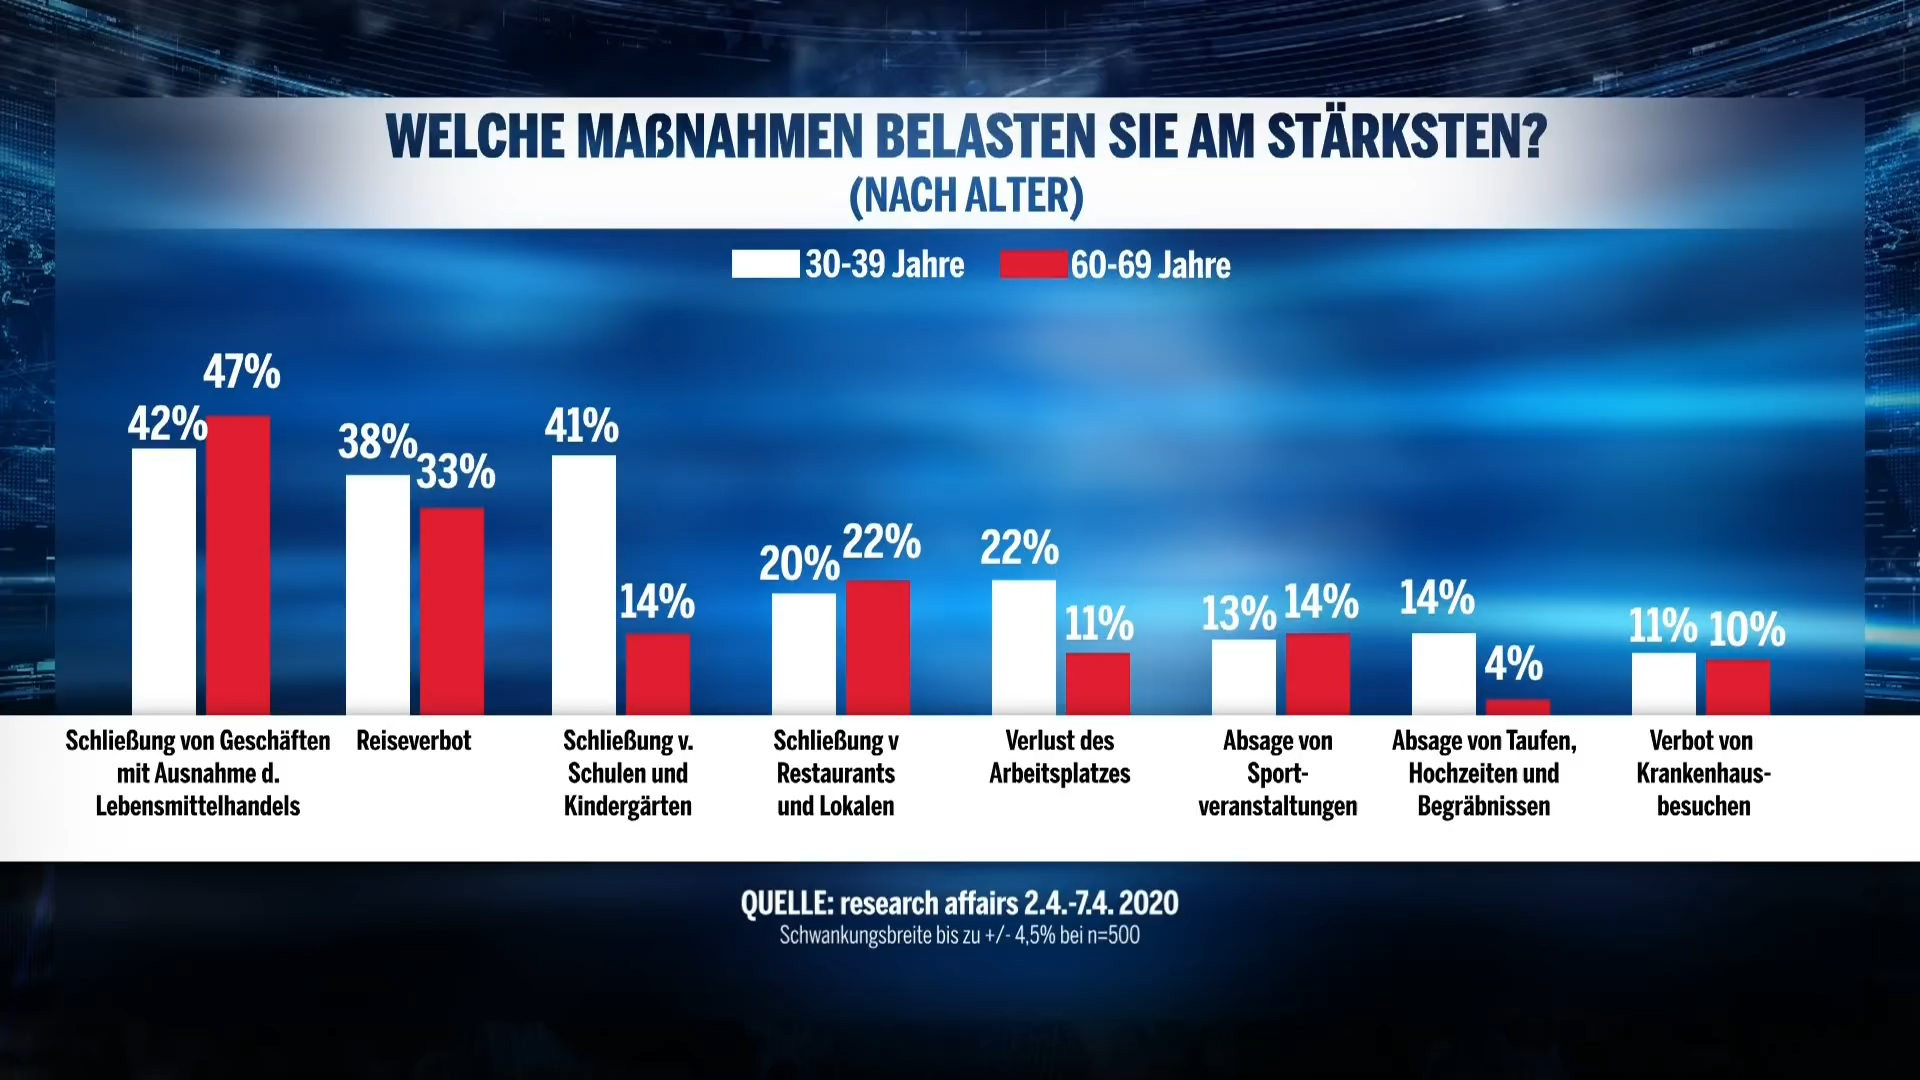 WELCHE MAßNAHMEN BELASTEN SIE AM STÄRKSTEN?
(NACH ALTER)
30-39 Jahre 60-69 Jahre
42% 47% 38% 33% 41% 14% 20% 22% 22% 11% 13% 14% 14% 4% 11% 10%
Schließung von Geschäften
mit Ausnahme d.
Lebensmittelhandels
Reiseverbot
Schließung v.
Schulen und
Kindergärten
Schließung v
Restaurants
und Lokalen
Verlust des
Arbeitsplatzes
Absage von
Sport-
veranstaltungen
Absage von Taufen,
Hochzeiten und
Begräbnissen
Verbot von
Krankenhaus-
besuchen
QUELLE: research affairs 2.4.-7.4. 2020
Schwankungsbreite bis zu +/- 4,5% bei n=500